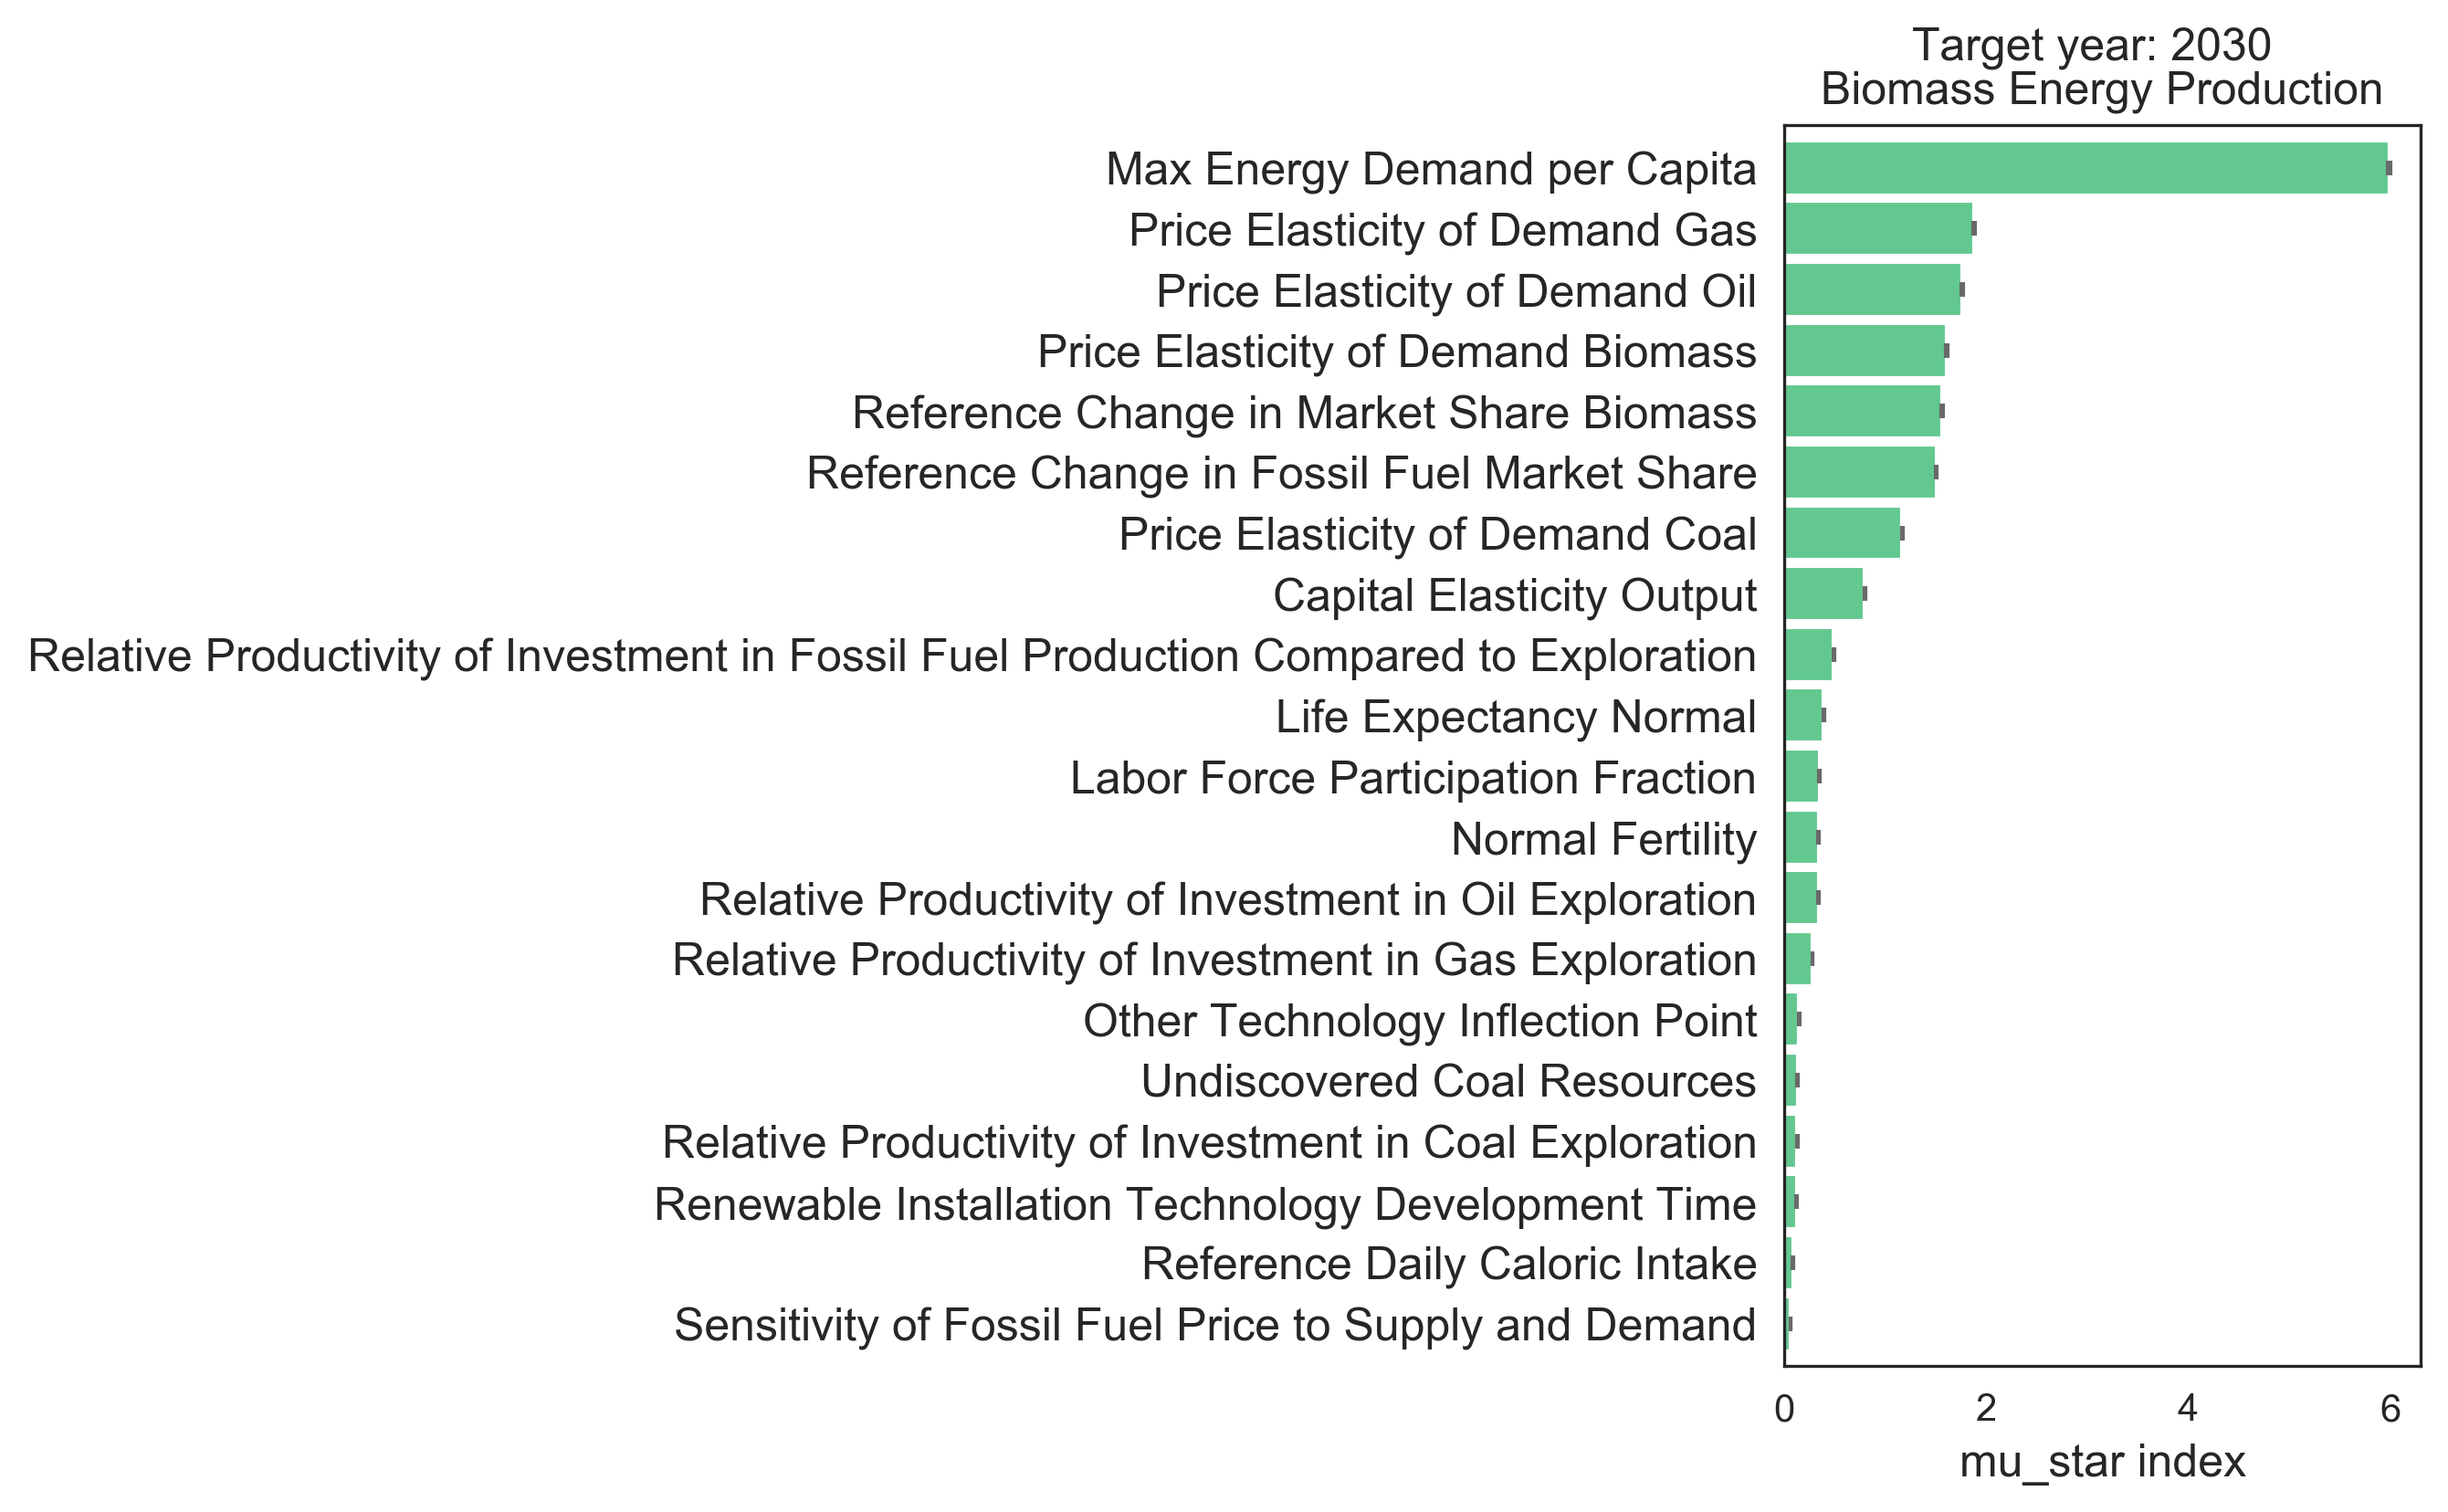 Target year: 2030
Biomass Energy Production
Max Energy Demand per Capita
Price Elasticity of Demand Gas
Price Elasticity of Demand Oil
Price Elasticity of Demand Biomass
Reference Change in Market Share Biomass
Reference Change in Fossil Fuel Market Share
Price Elasticity of Demand Coal
Capital Elasticity Output
Relative Productivity of Investment in Fossil Fuel Production Compared to Exploration
Life Expectancy Normal
Labor Force Participation Fraction
Normal Fertility
Relative Productivity of Investment in Oil Exploration
Relative Productivity of Investment in Gas Exploration
Other Technology Inflection Point
Undiscovered Coal Resources
Relative Productivity of Investment in Coal Exploration
Renewable Installation Technology Development Time
Reference Daily Caloric Intake
Sensitivity of Fossil Fuel Price to Supply and Demand
0 2 4 6
mu_star index